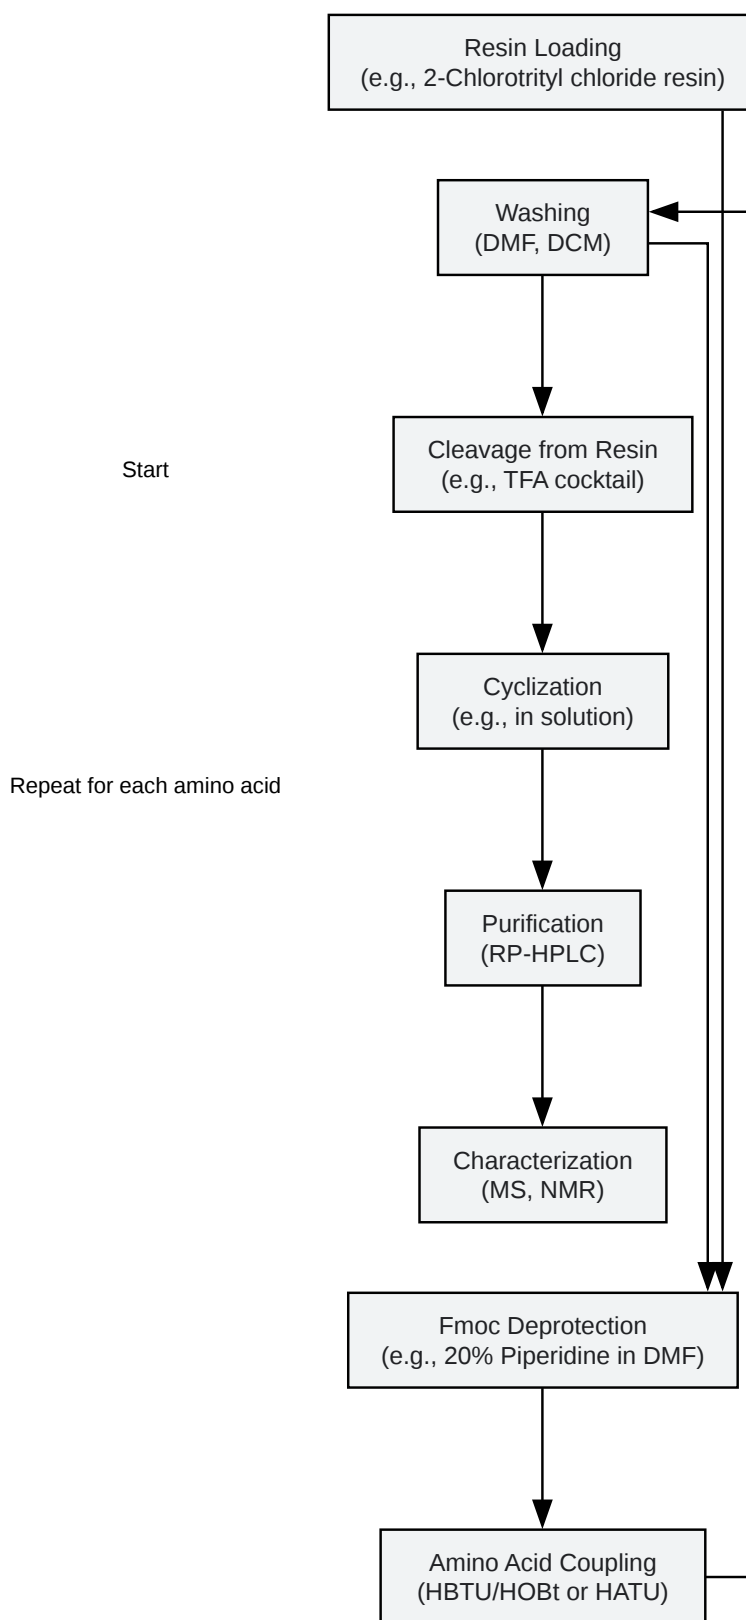 Resin Loading
(e.g., 2-Chlorotrityl chloride resin)
Washing
(DMF, DCM)
Cleavage from Resin
(e.g., TFA cocktail)
Start
Cyclization
(e.g., in solution)
Repeat for each amino acid
Purification
(RP-HPLC)
Characterization
(MS, NMR)
Fmoc Deprotection
(e.g., 20% Piperidine in DMF)
Amino Acid Coupling
(HBTU/HOBt or HATU)